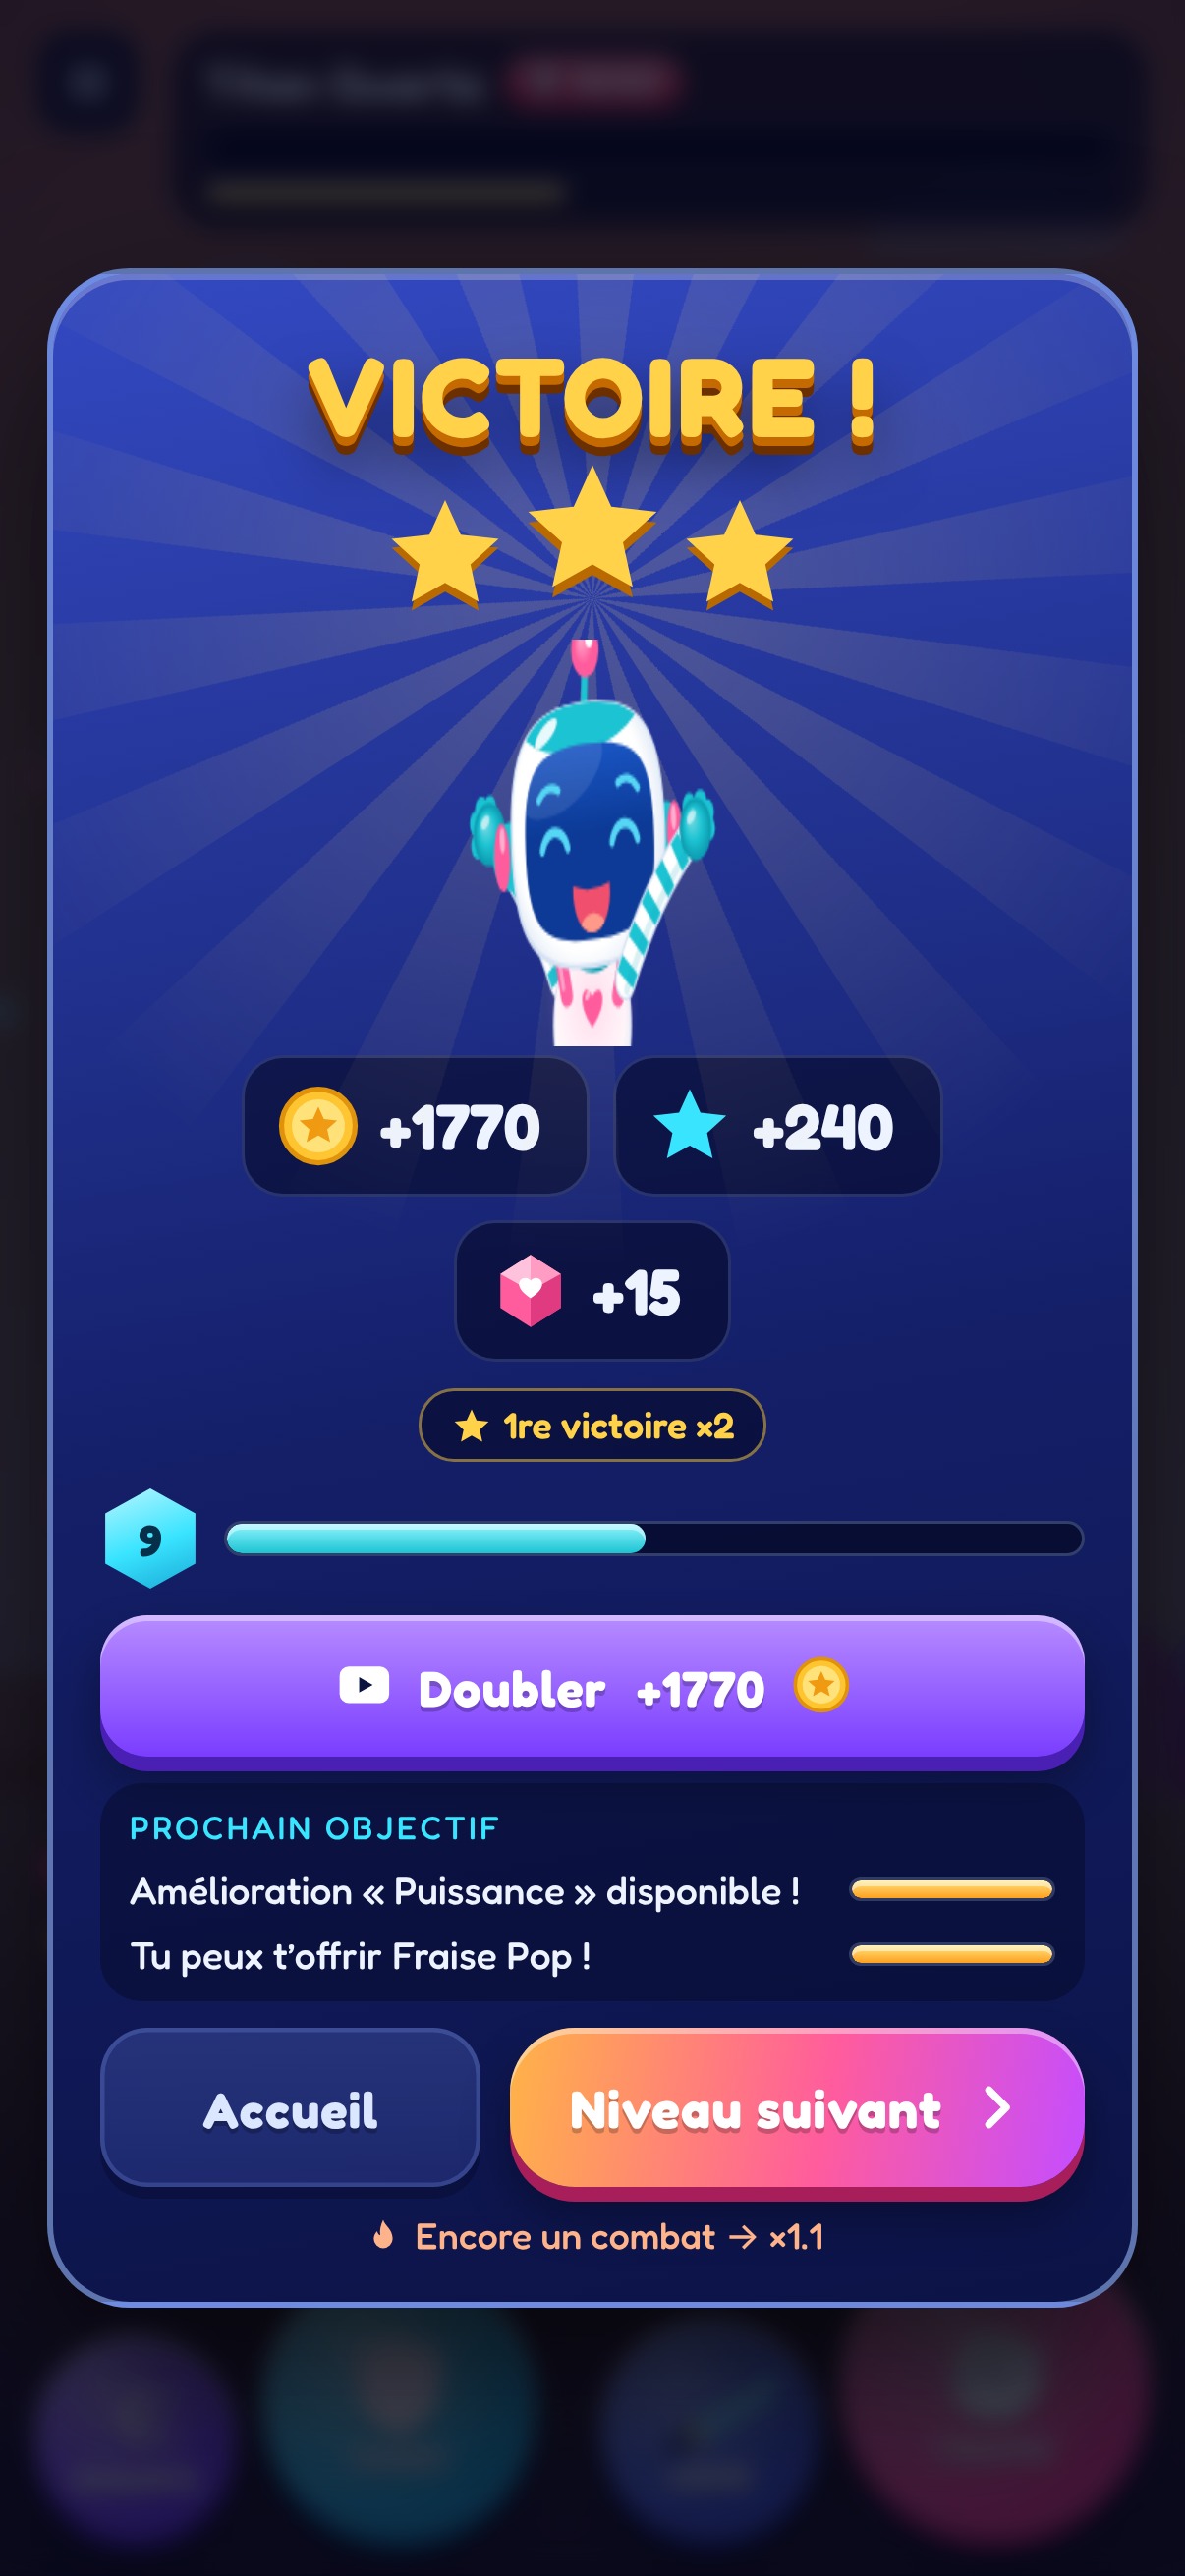 VICTOIRE !
+1770
+240
+15
1re victoire x2
9
Doubler +1770
PROCHAIN OBJECTIF
Amélioration « Puissance » disponible !
Tu peux t’offrir Fraise Pop !
Accueil
Niveau suivant
Encore un combat → x1.1